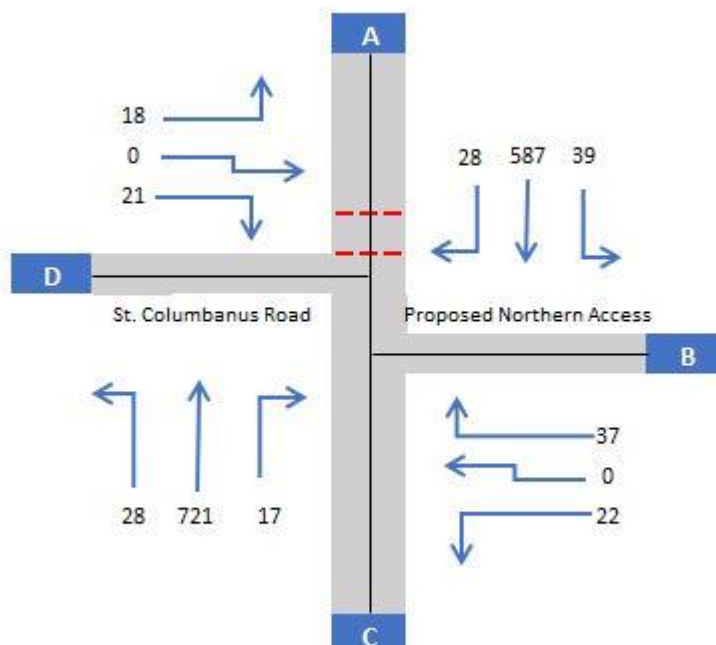 A
18
0
21
28 587 39
D
St. Columbanus Road
Proposed Northern Access
B
28 721 17
37
0
22
C